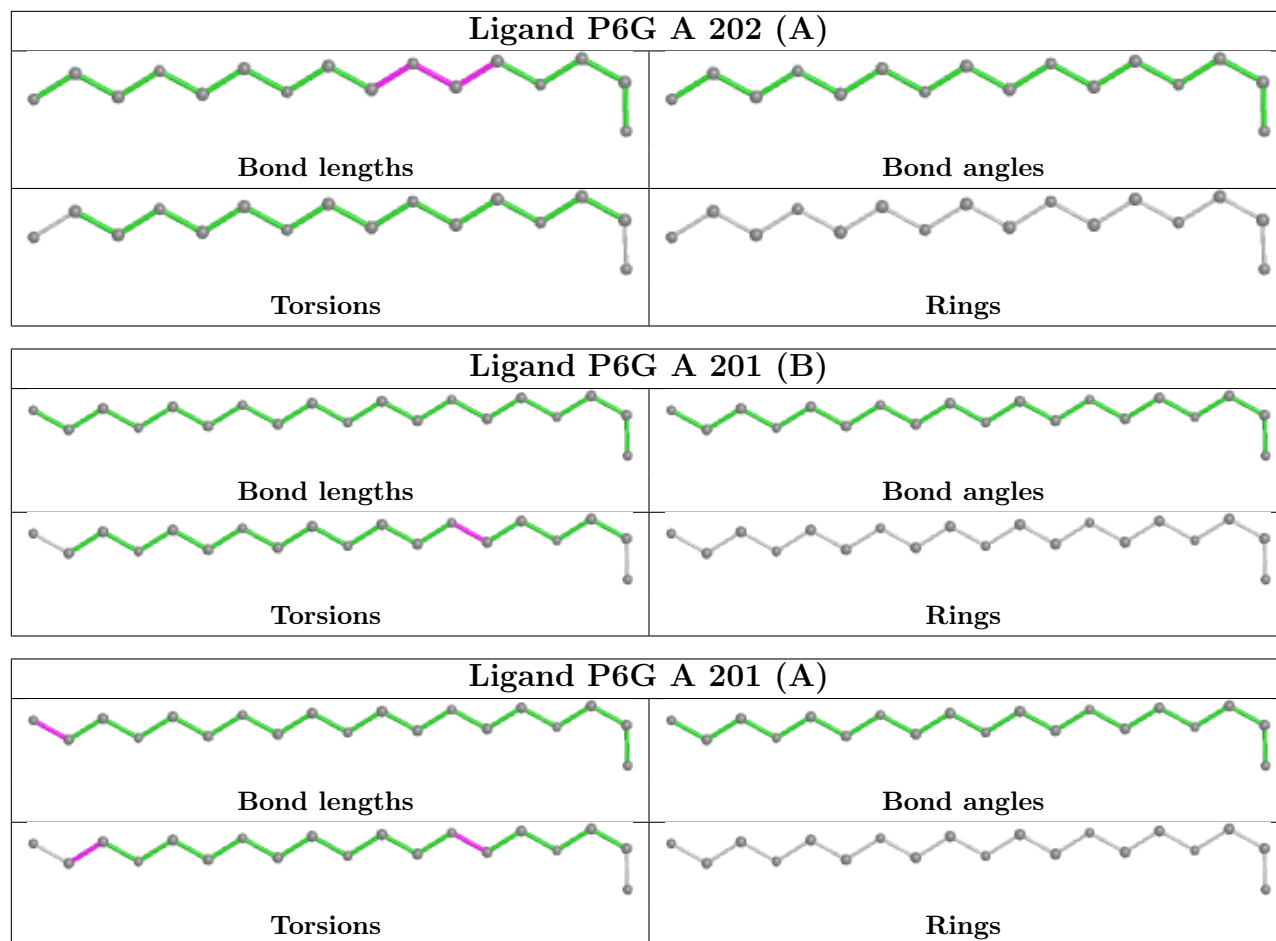 Ligand P6G A 202 (A)
Bond lengths
Bond angles
Torsions
Rings
Ligand P6G A 201 (B)
Bond lengths
Bond angles
Torsions
Rings
Ligand P6G A 201 (A)
Bond lengths
Bond angles
Torsions
Rings